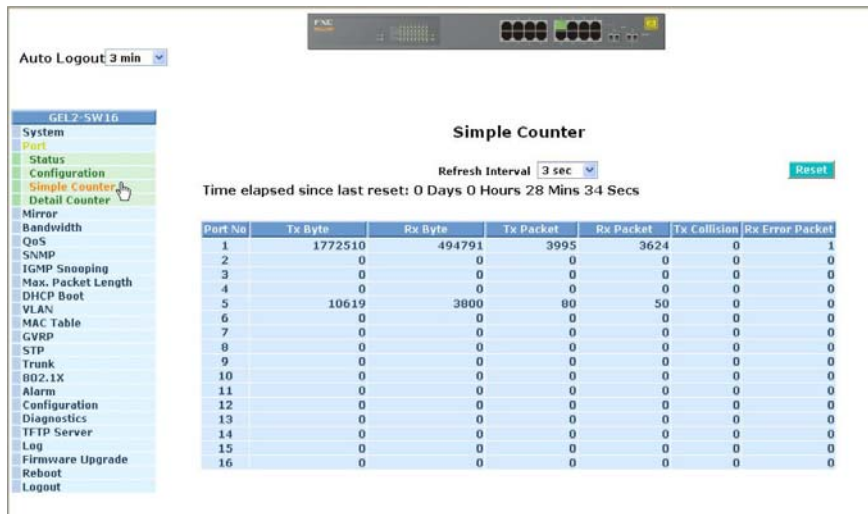 FXC
Auto Logout 3 min
GEL2-SW16
System
Port
Status
Configuration
Simple Counter
Detail Counter
Mirror
Bandwidth
QoS
SNMP
IGMP Snooping
Max. Packet Length
DHCP Boot
VLAN
MAC Table
GVRP
STP
Trunk
802.1X
Alarm
Configuration
Diagnostics
TFTP Server
Log
Firmware Upgrade
Reboot
Logout
Simple Counter
Refresh Interval 3 sec Reset
Time elapsed since last reset: 0 Days 0 Hours 28 Mins 34 Secs
Port No Tx Byte Rx Byte Tx Packet Rx Packet Tx Collision Rx Error Packet
1 1772510 494791 3995 3624 0 1
2 0 0 0 0 0 0
3 0 0 0 0 0 0
4 0 0 0 0 0 0
5 10619 3800 80 50 0 0
6 0 0 0 0 0 0
7 0 0 0 0 0 0
8 0 0 0 0 0 0
9 0 0 0 0 0 0
10 0 0 0 0 0 0
11 0 0 0 0 0 0
12 0 0 0 0 0 0
13 0 0 0 0 0 0
14 0 0 0 0 0 0
15 0 0 0 0 0 0
16 0 0 0 0 0 0